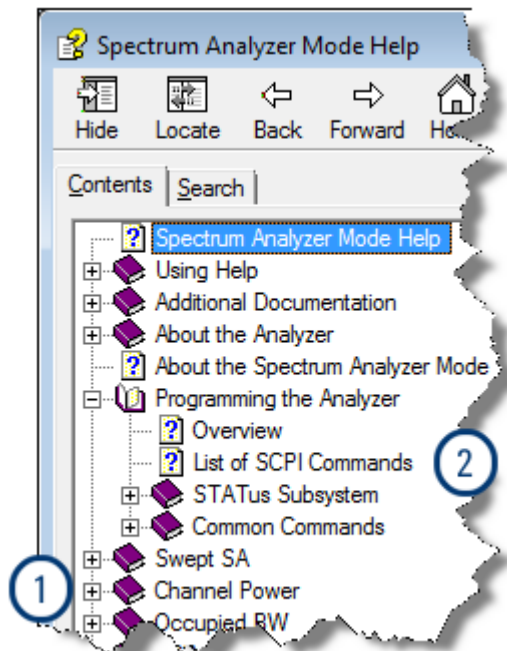 Spectrum Analyzer Mode Help
Hide Locate Back Forward
Contents Search
Spectrum Analyzer Mode Help
Using Help
Additional Documentation
About the Analyzer
About the Spectrum Analyzer Mode
Programming the Analyzer
Overview
List of SCPI Commands
2
STATus Subsystem
Common Commands
Swept SA
1
Channel Power
Occupied BW